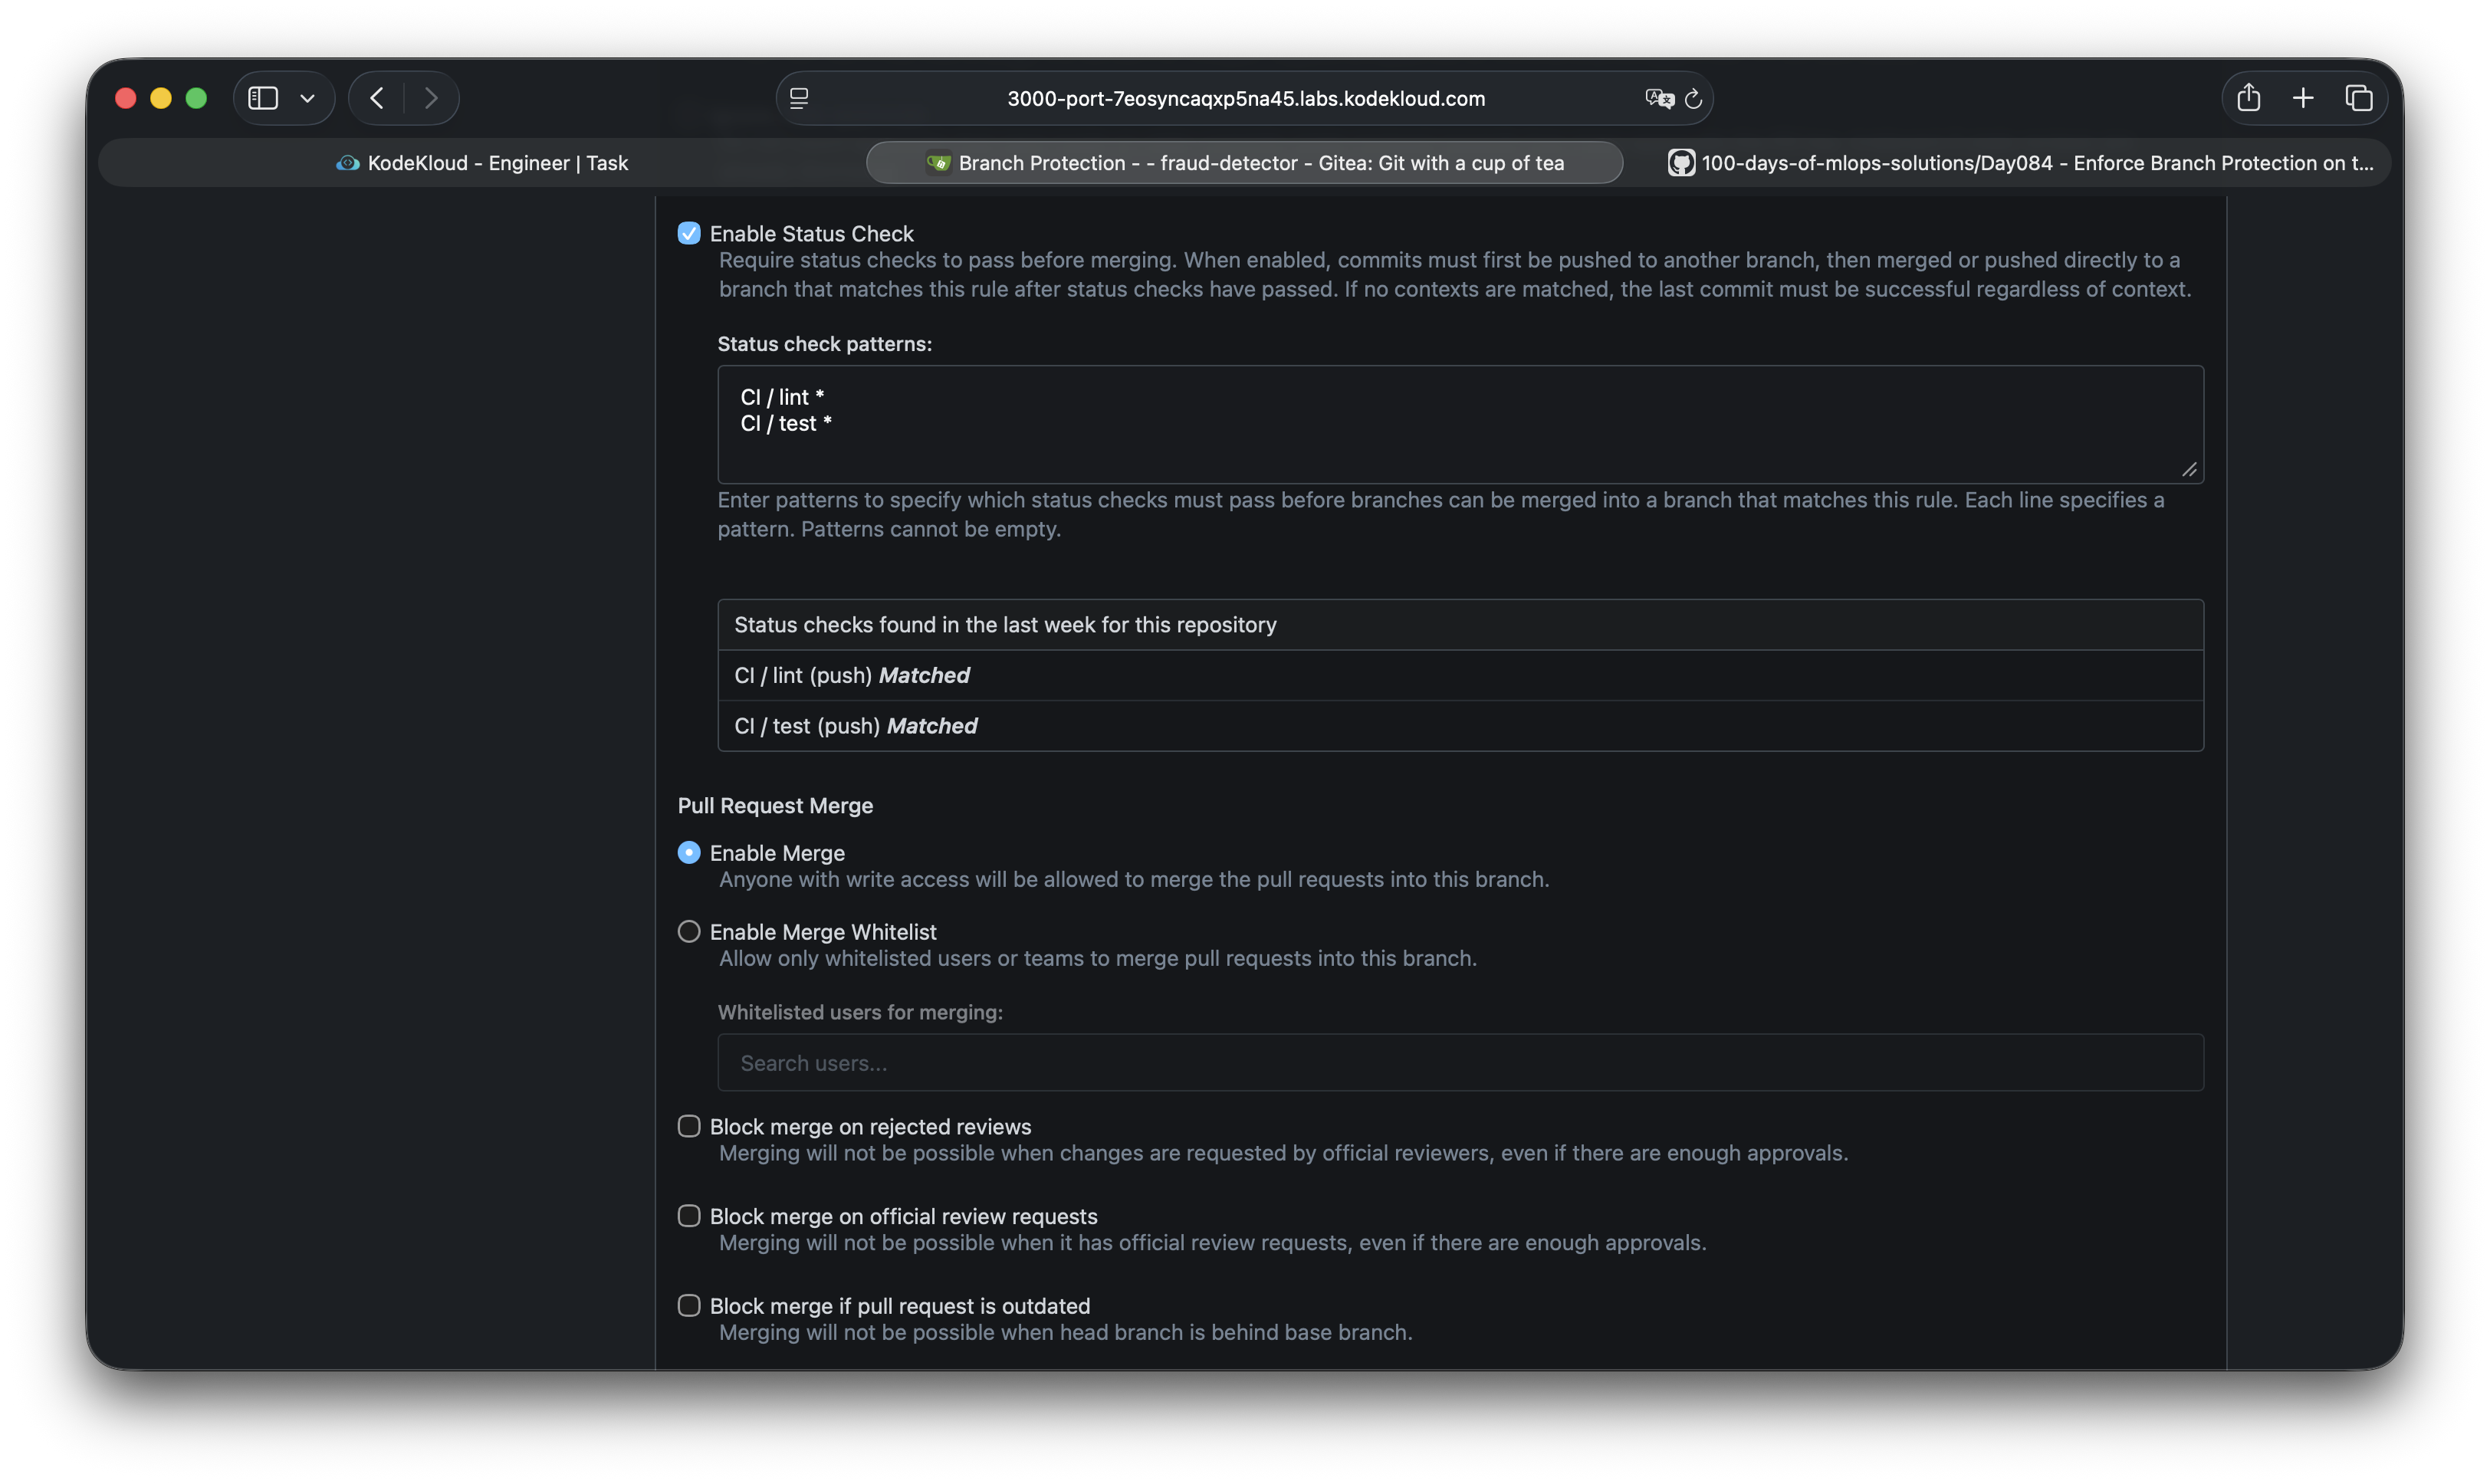 3000-port-7eosyncaqxp5na45.labs.kodekloud.com
KodeKloud - Engineer | Task
Branch Protection - - fraud-detector - Gitea: Git with a cup of tea
100-days-of-mlops-solutions/Day084 - Enforce Branch Protection on t...
Enable Status Check
Require status checks to pass before merging. When enabled, commits must first be pushed to another branch, then merged or pushed directly to a
branch that matches this rule after status checks have passed. If no contexts are matched, the last commit must be successful regardless of context.
Status check patterns:
CI / lint *
CI / test *
Enter patterns to specify which status checks must pass before branches can be merged into a branch that matches this rule. Each line specifies a
pattern. Patterns cannot be empty.
Status checks found in the last week for this repository
CI / lint (push) Matched
CI / test (push) Matched
Pull Request Merge
Enable Merge
Anyone with write access will be allowed to merge the pull requests into this branch.
Enable Merge Whitelist
Allow only whitelisted users or teams to merge pull requests into this branch.
Whitelisted users for merging:
Search users...
Block merge on rejected reviews
Merging will not be possible when changes are requested by official reviewers, even if there are enough approvals.
Block merge on official review requests
Merging will not be possible when it has official review requests, even if there are enough approvals.
Block merge if pull request is outdated
Merging will not be possible when head branch is behind base branch.